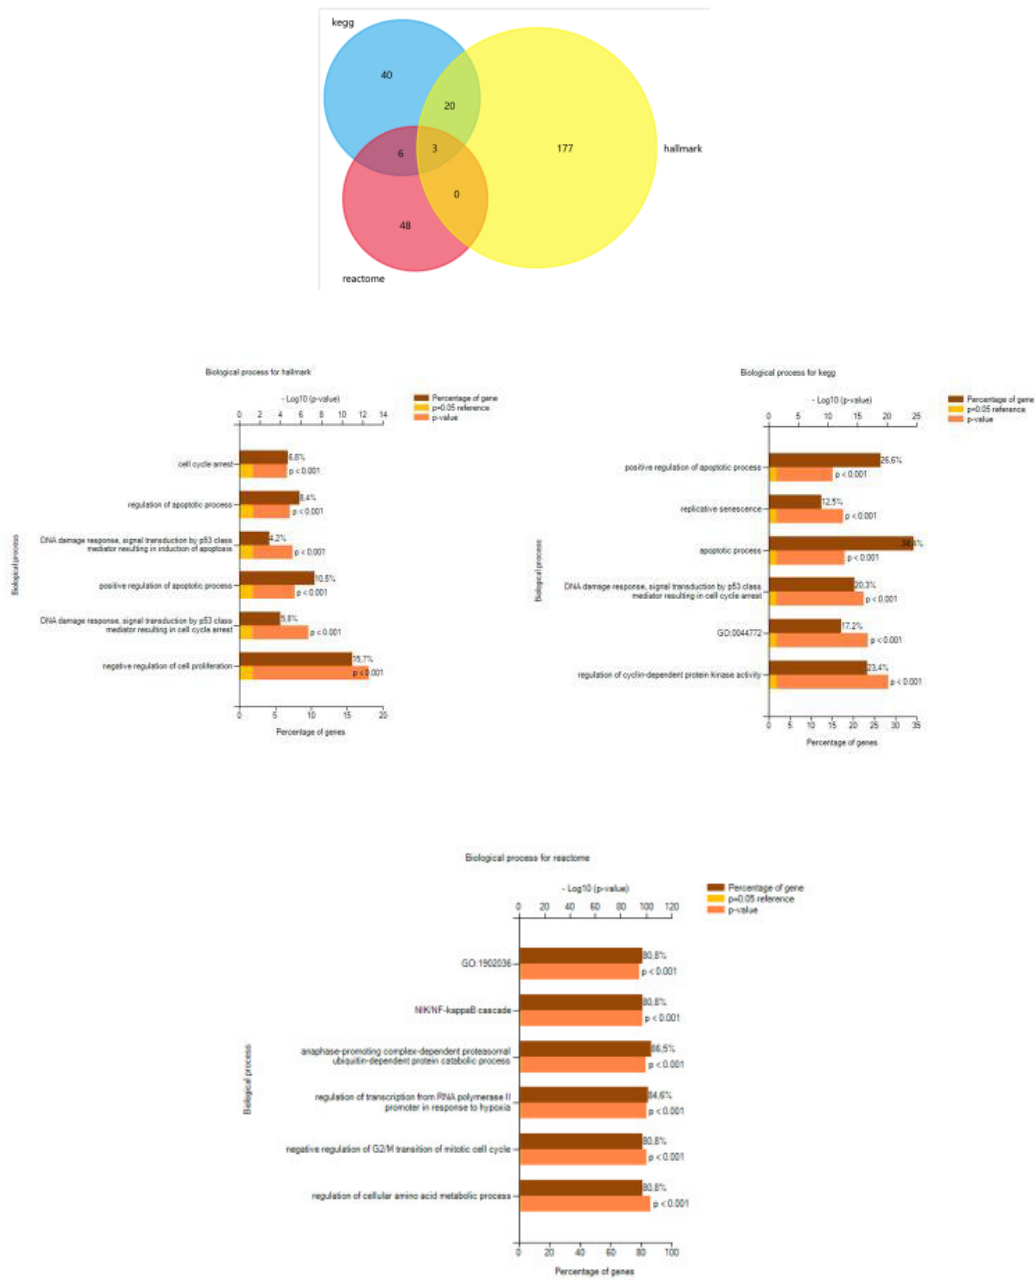 kegg
40
20
6
3
177
hallmark
0
48
reactome
Biological process for hallmark
- Log10 (p-value)
0 2 4 6 8 10 12 14
Percentage of gene
p=0.05 reference
p-value
cell cycle arrest
6,8%
p < 0.001
regulation of apoptotic process
8,4%
p < 0.001
DNA damage response, signal transduction by p53 class
mediator resulting in induction of apoptosis
4,2%
p < 0.001
positive regulation of apoptotic process
10,5%
p < 0.001
DNA damage response, signal transduction by p53 class
mediator resulting in cell cycle arrest
5,8%
p < 0.001
negative regulation of cell proliferation
15,7%
p < 0.001
Biological process
0 5 10 15 20
Percentage of genes
Biological process for kegg
- Log10 (p-value)
0 5 10 15 20 25
Percentage of gene
p=0.05 reference
p-value
positive regulation of apoptotic process
26,6%
p < 0.001
replicative senescence
12,5%
p < 0.001
apoptotic process
34,4%
p < 0.001
DNA damage response, signal transduction by p53 class
mediator resulting in cell cycle arrest
20,3%
p < 0.001
GO:0044772
17,2%
p < 0.001
regulation of cyclin-dependent protein kinase activity
23,4%
p < 0.001
Biological process
0 5 10 15 20 25 30 35
Percentage of genes
Biological process for reactome
- Log10 (p-value)
0 20 40 60 80 100 120
Percentage of gene
p=0.05 reference
p-value
GO:1902036
80,8%
p < 0.001
NIK/NF-kappaB cascade
80,8%
p < 0.001
anaphase-promoting complex-dependent proteasomal
ubiquitin-dependent protein catabolic process
86,5%
p < 0.001
regulation of transcription from RNA polymerase II
promoter in response to hypoxia
84,6%
p < 0.001
negative regulation of G2/M transition of mitotic cell cycle
80,8%
p < 0.001
regulation of cellular amino acid metabolic process
80,8%
p < 0.001
Biological process
0 20 40 60 80 100
Percentage of genes